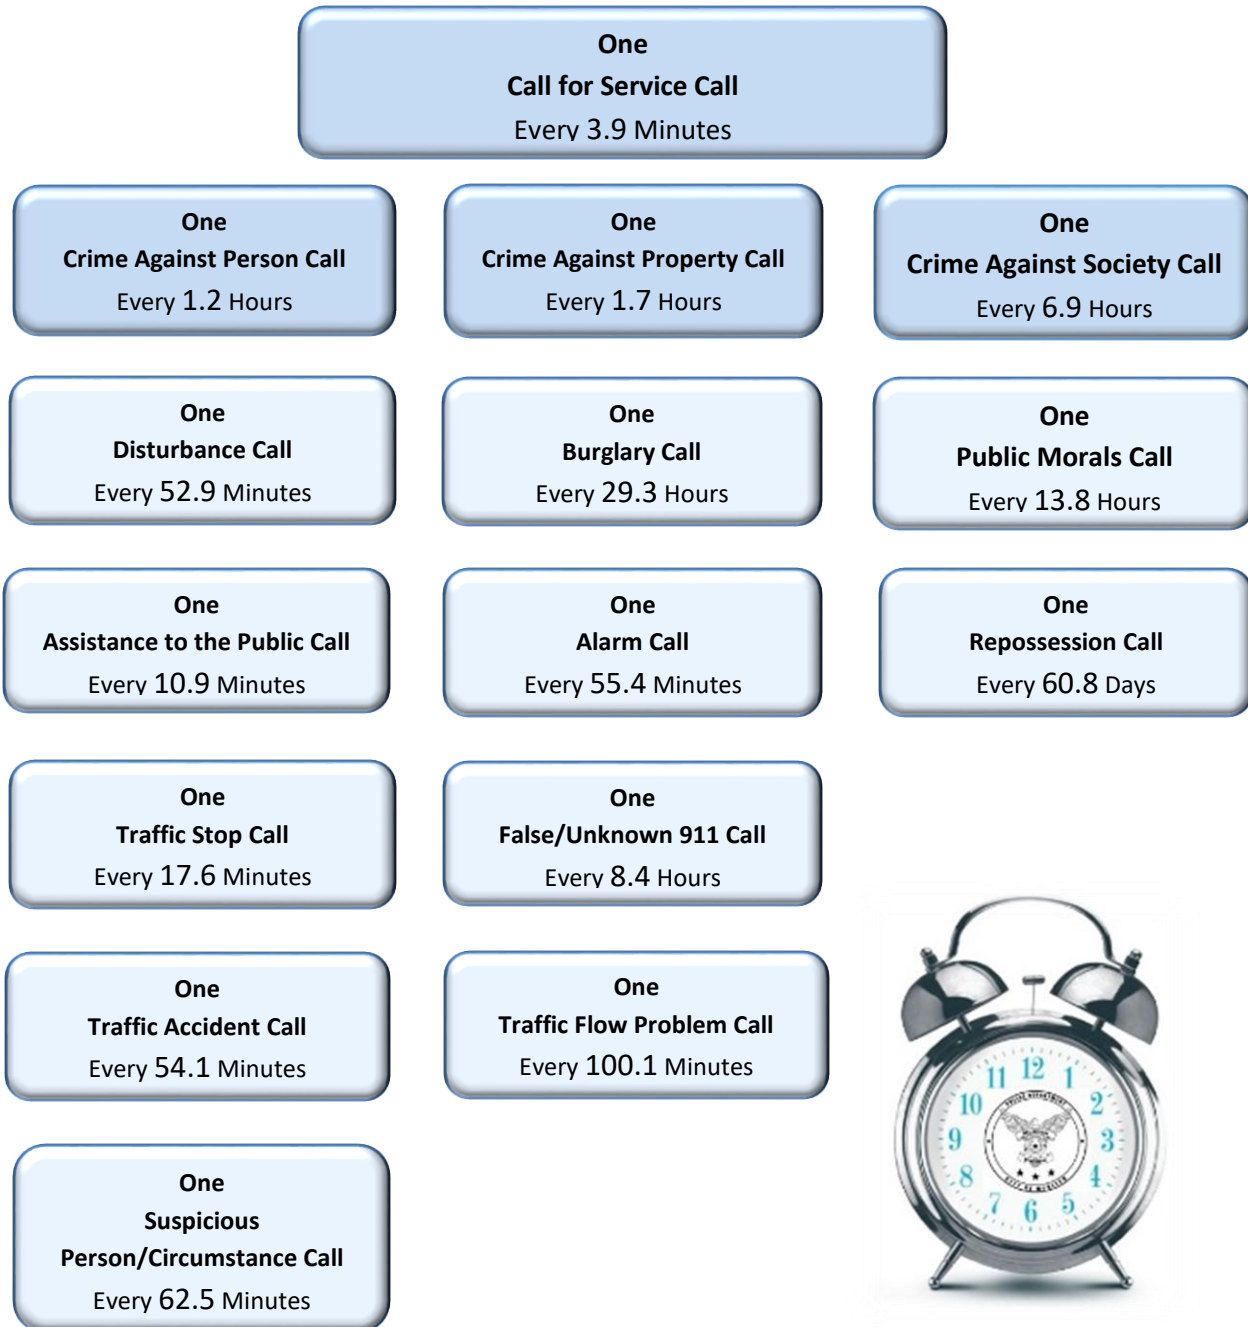 One
Call for Service Call
Every 3.9 Minutes
One
Crime Against Person Call
Every 1.2 Hours
One
Crime Against Property Call
Every 1.7 Hours
One
Crime Against Society Call
Every 6.9 Hours
One
Disturbance Call
Every 52.9 Minutes
One
Burglary Call
Every 29.3 Hours
One
Public Morals Call
Every 13.8 Hours
One
Assistance to the Public Call
Every 10.9 Minutes
One
Alarm Call
Every 55.4 Minutes
One
Repossession Call
Every 60.8 Days
One
Traffic Stop Call
Every 17.6 Minutes
One
False/Unknown 911 Call
Every 8.4 Hours
One
Traffic Accident Call
Every 54.1 Minutes
One
Traffic Flow Problem Call
Every 100.1 Minutes
One
Suspicious
Person/Circumstance Call
Every 62.5 Minutes
12
1
2
3
4
5
6
7
8
9
10
11
POLICE DEPARTMENT